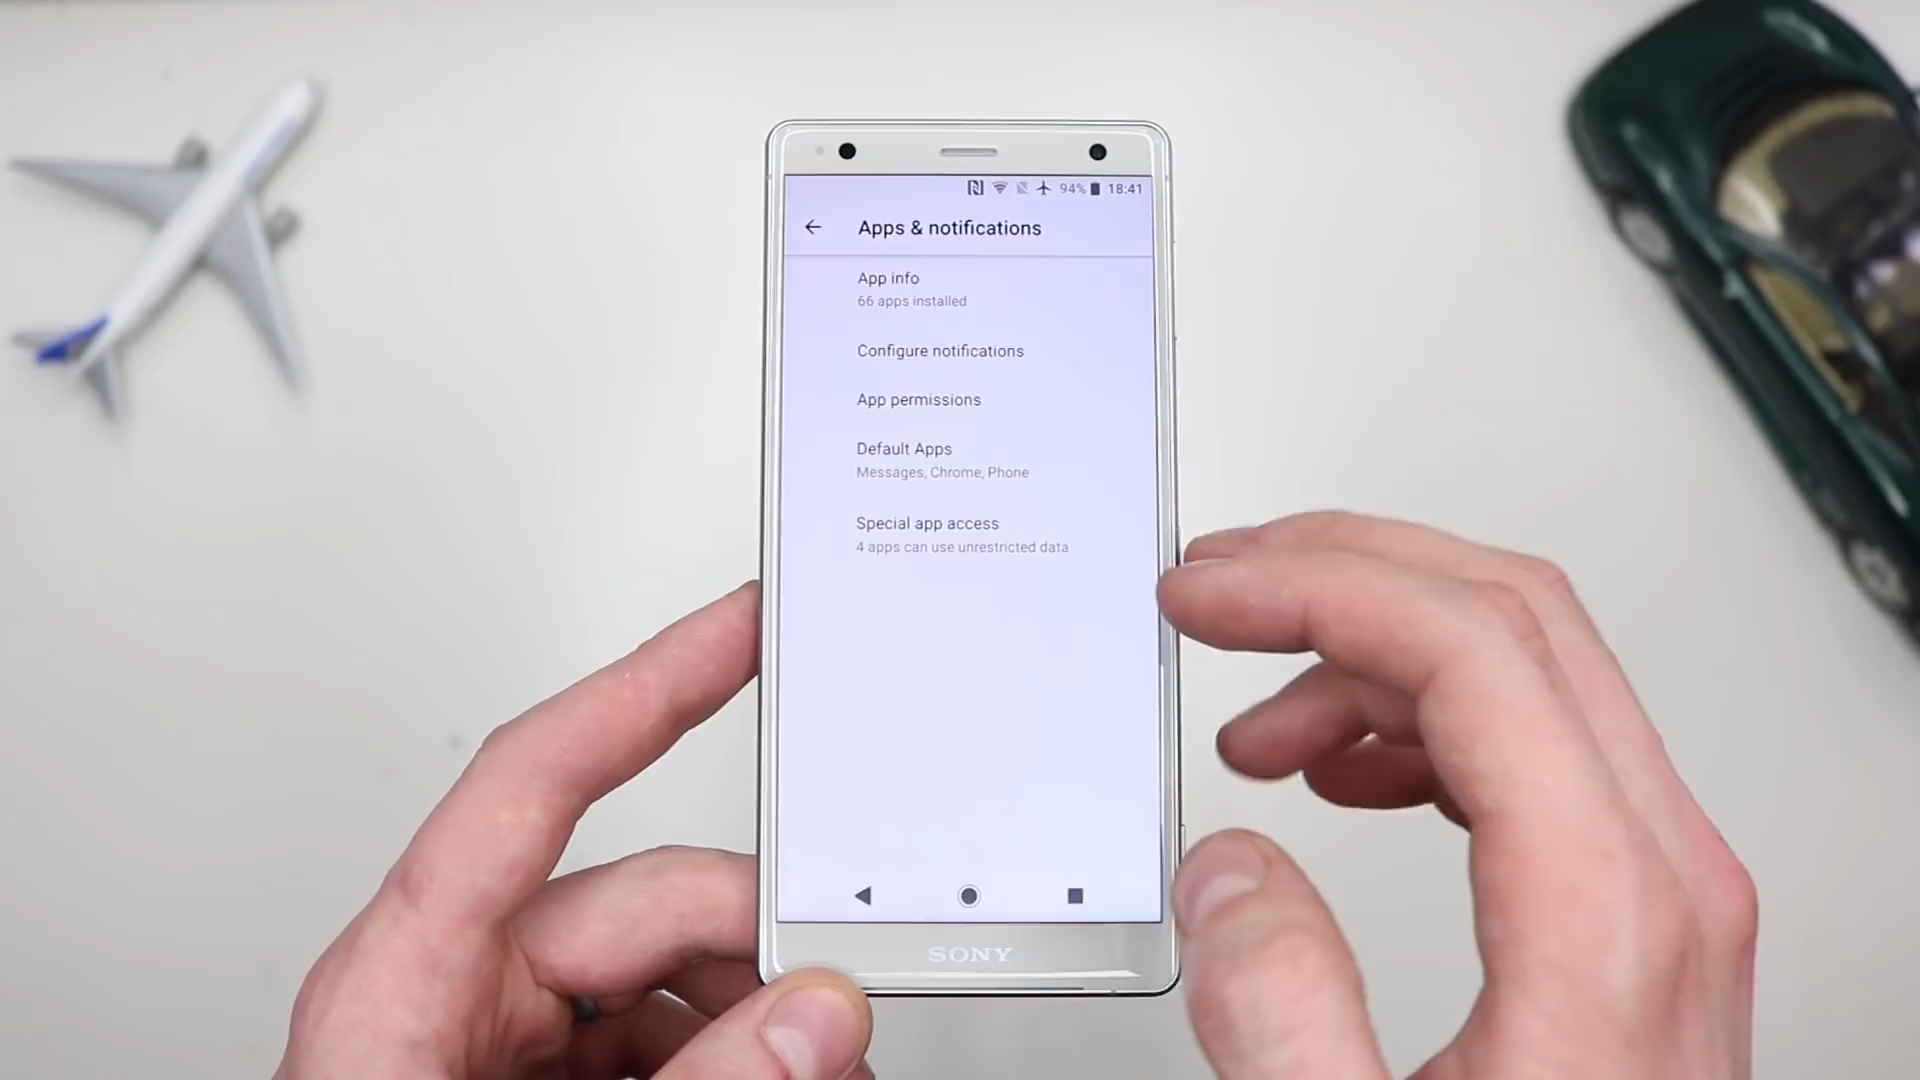 94% 18:41
Apps & notifications
App info
66 apps installed
Configure notifications
App permissions
Default Apps
Messages, Chrome, Phone
Special app access
4 apps can use unrestricted data
SONY